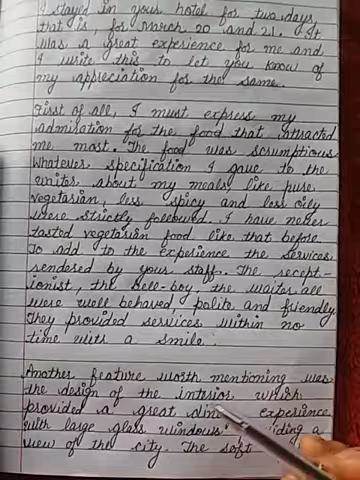 I stayed in your hotel for two days,
that is, for March 20 and 21. It
was a great experience for me and
I write this to let you know of
my appreciation for the same.
First of all, I must express my
admiration for the food that attracted
me most. The food was scrumptious.
Whatever specification I gave to the
waiter about my meals, like pure
vegetarian, less spicy and less oily
were strictly followed. I have never
tasted vegetarian food like that before.
To add to the experience the services
rendered by your staff. The recept-
ionist, the bell-boy, the waiter all
were well behaved, polite and friendly
They provided services within no
time with a smile.
Another feature worth mentioning was
the design of the interior which
provided a great experience
with large glass windows a
view of the city. The soft